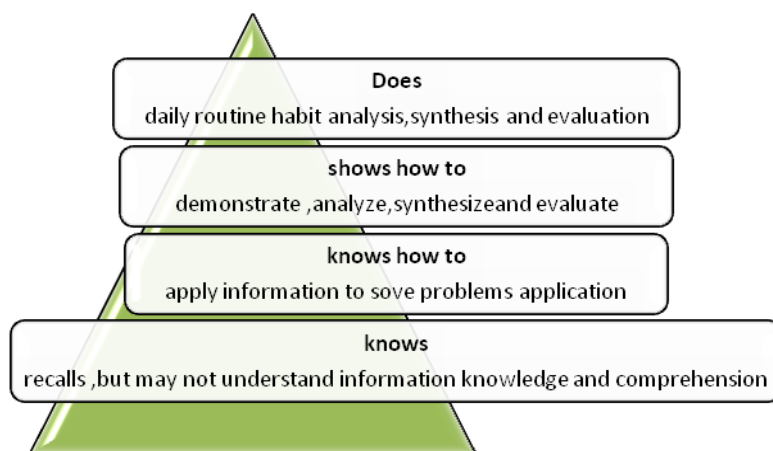 Does
daily routine habit analysis,synthesis and evaluation
shows how to
demonstrate ,analyze,synthesizeand evaluate
knows how to
apply information to sove problems application
knows
recalls ,but may not understand information knowledge and comprehension